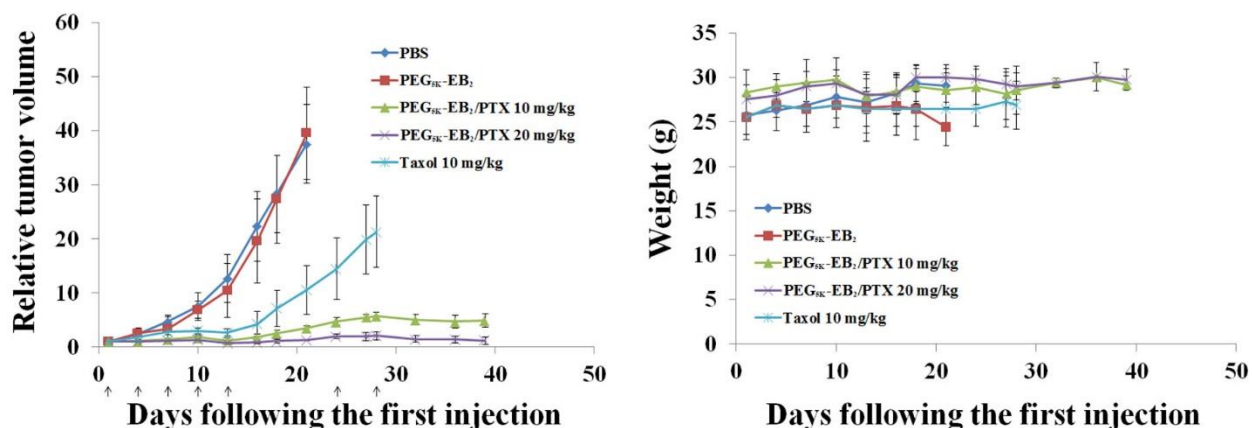 60
50
40
30
20
10
0
Relative tumor volume
PBS
PEG₅ₖ-EB₂
PEG₅ₖ-EB₂/PTX 10 mg/kg
PEG₅ₖ-EB₂/PTX 20 mg/kg
Taxol 10 mg/kg
0 10 20 30 40 50
Days following the first injection
35
30
25
20
15
10
5
0
Weight (g)
PBS
PEG₅ₖ-EB₂
PEG₅ₖ-EB₂/PTX 10 mg/kg
PEG₅ₖ-EB₂/PTX 20 mg/kg
Taxol 10 mg/kg
0 10 20 30 40 50
Days following the first injection